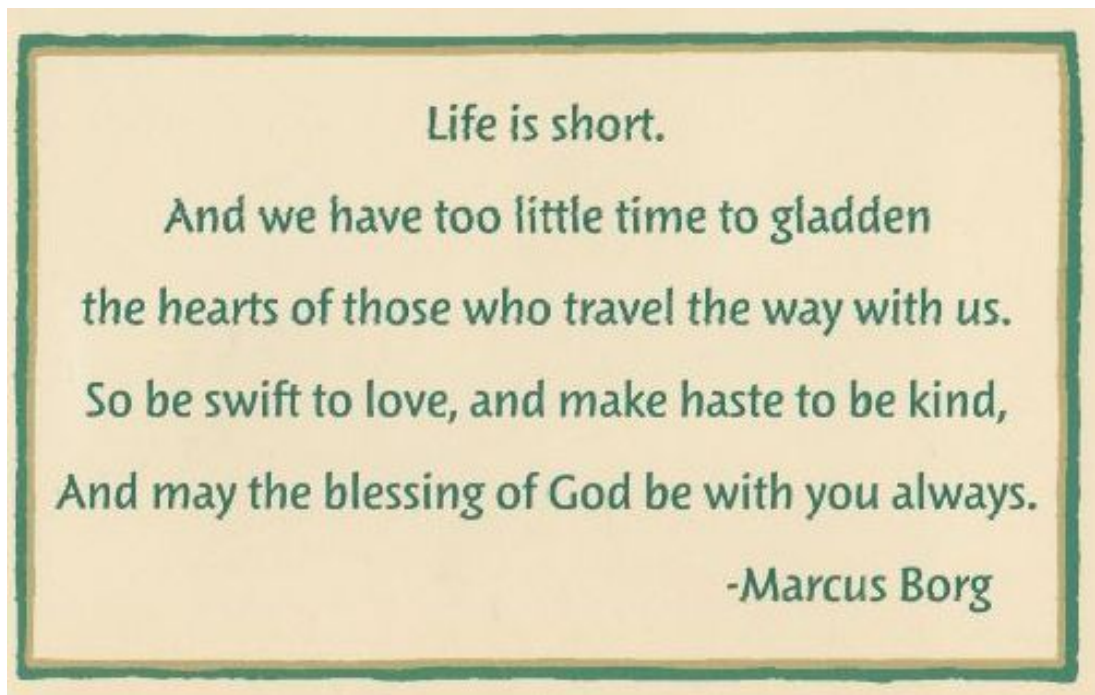 Life is short.
And we have too little time to gladden
the hearts of those who travel the way with us.
So be swift to love, and make haste to be kind,
And may the blessing of God be with you always.
-Marcus Borg